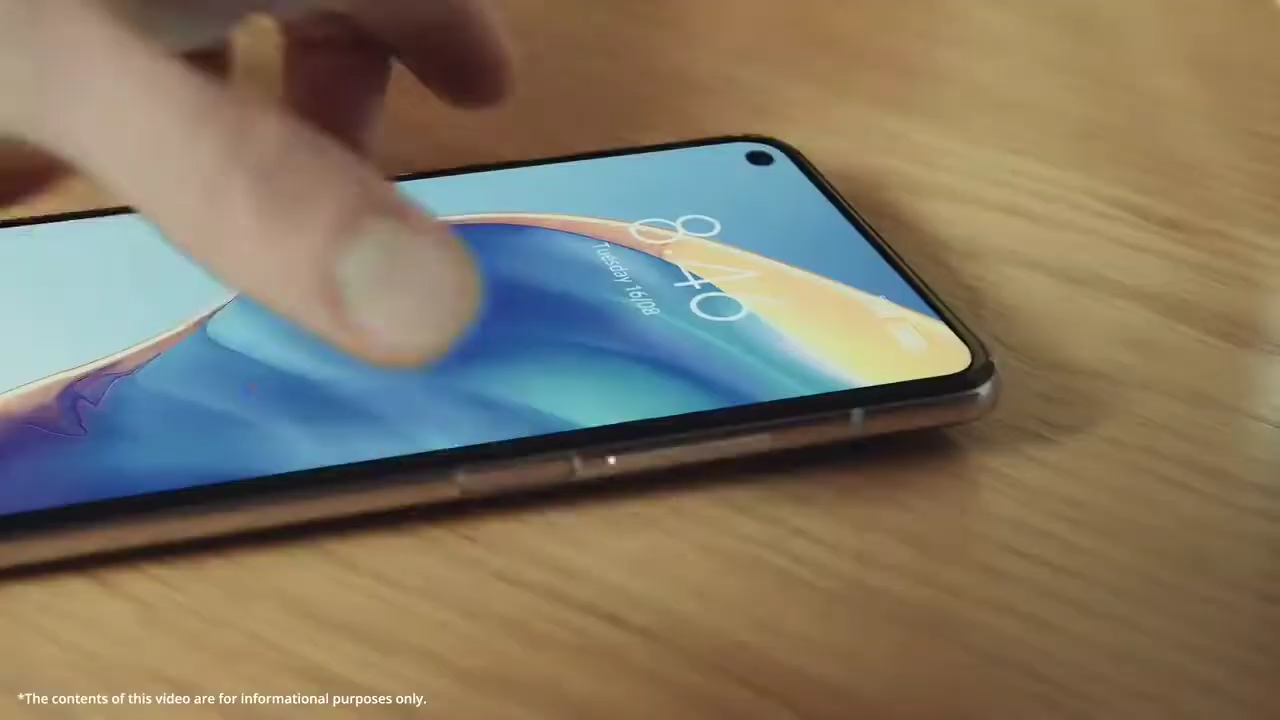 8:40
Tuesday 16/08
*The contents of this video are for informational purposes only.